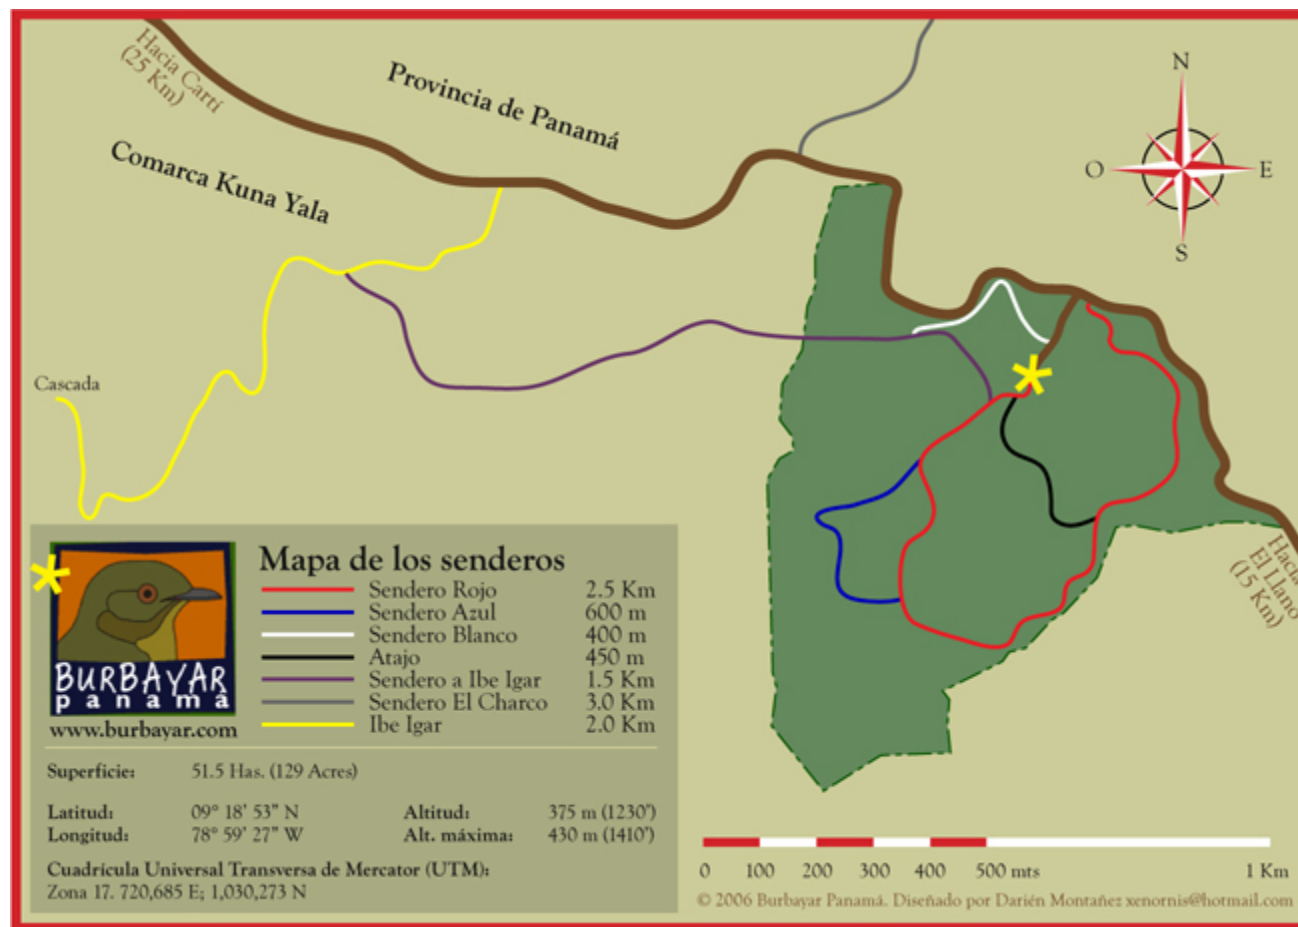 Hacia Cartí
(25 Km)
Provincia de Panamá
Comarca Kuna Yala
N
O
E
S
Cascada
Hacia
El Llano
(15 Km)
Mapa de los senderos
Sendero Rojo 2.5 Km
Sendero Azul 600 m
Sendero Blanco 400 m
Atajo 450 m
Sendero a Ibe Igar 1.5 Km
Sendero El Charco 3.0 Km
Ibe Igar 2.0 Km
BURBAYAR
panamá
www.burbayar.com
Superficie: 51.5 Has. (129 Acres)
Latitud: 09° 18' 53" N Altitud: 375 m (1230')
Longitud: 78° 59' 27" W Alt. máxima: 430 m (1410')
Cuadrícula Universal Transversa de Mercator (UTM):
Zona 17. 720,685 E; 1,030,273 N
0 100 200 300 400 500 mts 1 Km
© 2006 Burbayar Panamá. Diseñado por Darién Montañez xenornis@hotmail.com